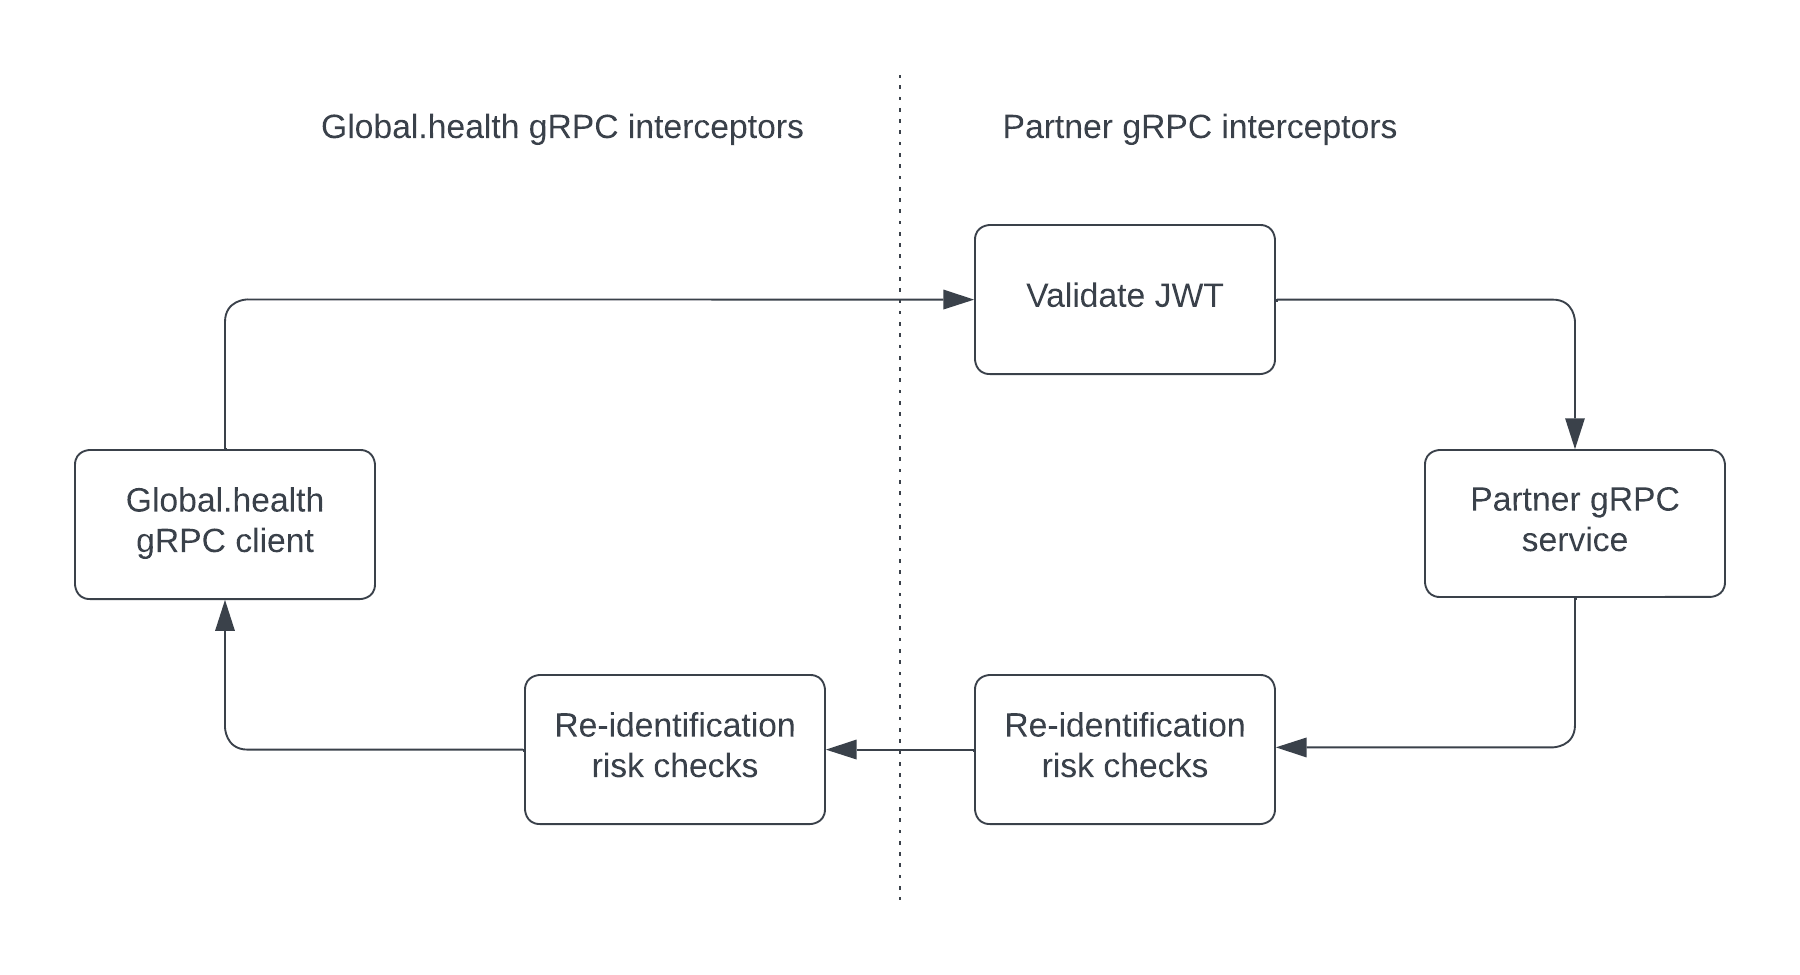 Global.health gRPC interceptors
Partner gRPC interceptors
Validate JWT
Global.health
gRPC client
Partner gRPC
service
Re-identification
risk checks
Re-identification
risk checks